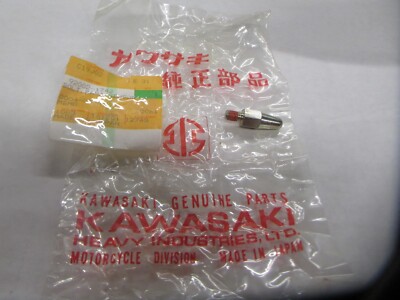 カワサキ
純正部品
KAWASAKI GENUINE PARTS
KAWASAKI
HEAVY INDUSTRIES, LTD.
MOTORCYCLE DIVISION MADE IN JAPAN